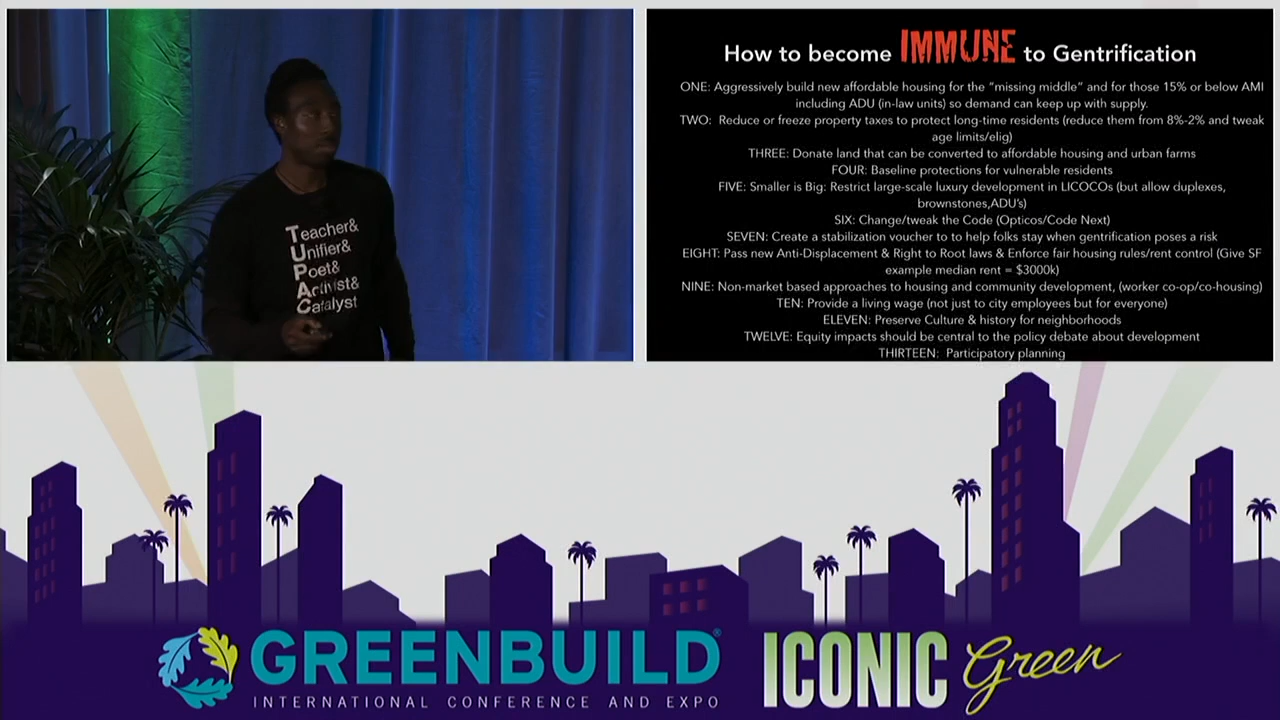 Teacher&
Unifier&
Poet&
Activist&
Catalyst
How to become IMMUNE to Gentrification
ONE: Aggressively build new affordable housing for the "missing middle" and for those 15% or below AMI
including ADU (in-law units) so demand can keep up with supply.
TWO: Reduce or freeze property taxes to protect long-time residents (reduce them from 8%-2% and tweak
age limits/elig)
THREE: Donate land that can be converted to affordable housing and urban farms
FOUR: Baseline protections for vulnerable residents
FIVE: Smaller is Big: Restrict large-scale luxury development in LICOCOs (but allow duplexes,
brownstones,ADU's)
SIX: Change/tweak the Code (Opticos/Code Next)
SEVEN: Create a stabilization voucher to to help folks stay when gentrification poses a risk
EIGHT: Pass new Anti-Displacement & Right to Root laws & Enforce fair housing rules/rent control (Give SF
example median rent = $3000k)
NINE: Non-market based approaches to housing and community development, (worker co-op/co-housing)
TEN: Provide a living wage (not just to city employees but for everyone)
ELEVEN: Preserve Culture & history for neighborhoods
TWELVE: Equity impacts should be central to the policy debate about development
THIRTEEN: Participatory planning
GREENBUILD®
INTERNATIONAL CONFERENCE AND EXPO
ICONIC Green